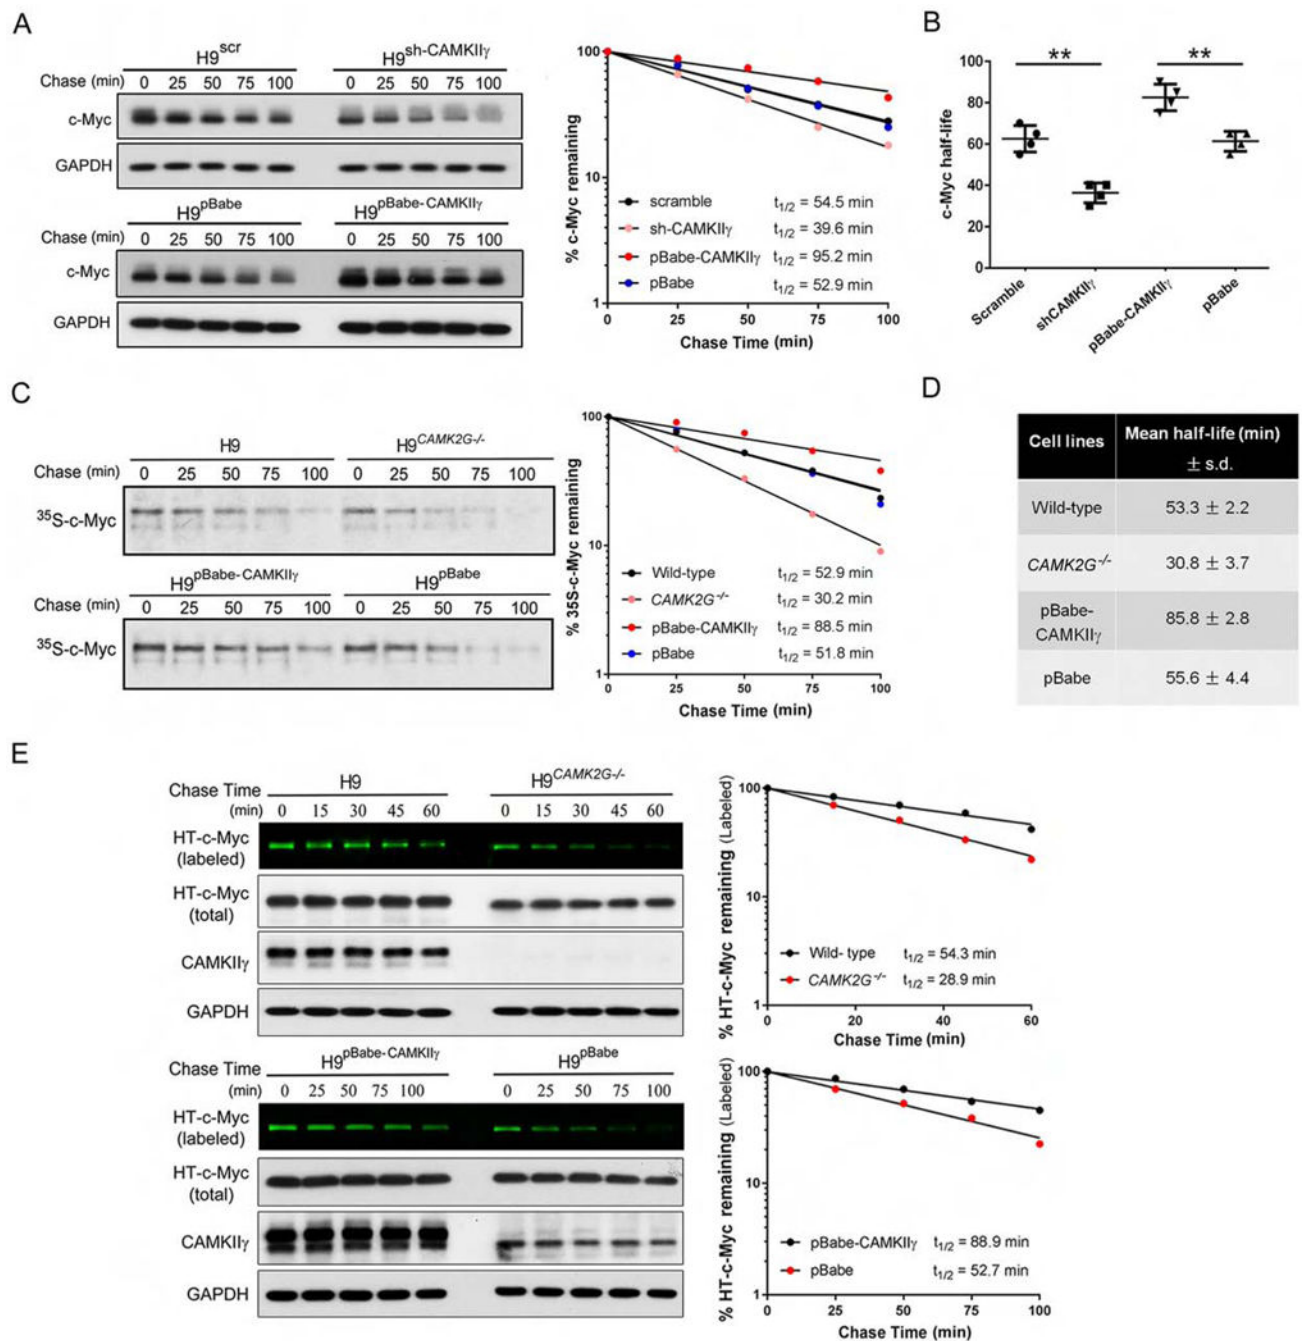 A
H9scr H9sh-CAMKIIγ
Chase (min) 0 25 50 75 100 0 25 50 75 100
c-Myc
GAPDH
H9pBabe H9pBabe-CAMKIIγ
Chase (min) 0 25 50 75 100 0 25 50 75 100
c-Myc
GAPDH
% c-Myc remaining
100
10
1
scramble t1/2 = 54.5 min
sh-CAMKIIγ t1/2 = 39.6 min
pBabe-CAMKIIγ t1/2 = 95.2 min
pBabe t1/2 = 52.9 min
0 25 50 75 100
Chase Time (min)
B
** **
c-Myc half-life
100
80
60
40
20
0
Scramble
shCAMKIIγ
pBabe-CAMKIIγ
pBabe
C
H9 H9CAMK2G-/-
Chase (min) 0 25 50 75 100 0 25 50 75 100
35S-c-Myc
H9pBabe-CAMKIIγ H9pBabe
Chase (min) 0 25 50 75 100 0 25 50 75 100
35S-c-Myc
% 35S-c-Myc remaining
100
10
1
Wild-type t1/2 = 52.9 min
CAMK2G-/- t1/2 = 30.2 min
pBabe-CAMKIIγ t1/2 = 88.5 min
pBabe t1/2 = 51.8 min
0 25 50 75 100
Chase Time (min)
D
Cell lines Mean half-life (min)
± s.d.
Wild-type 53.3 ± 2.2
CAMK2G-/- 30.8 ± 3.7
pBabe-
CAMKIIγ 85.8 ± 2.8
pBabe 55.6 ± 4.4
E
H9 H9CAMK2G-/-
Chase Time
(min) 0 15 30 45 60 0 15 30 45 60
HT-c-Myc
(labeled)
HT-c-Myc
(total)
CAMKIIγ
GAPDH
% HT-c-Myc remaining (Labeled)
100
10
1
Wild- type t1/2 = 54.3 min
CAMK2G-/- t1/2 = 28.9 min
0 20 40 60
Chase Time (min)
H9pBabe-CAMKIIγ H9pBabe
Chase Time
(min) 0 25 50 75 100 0 25 50 75 100
HT-c-Myc
(labeled)
HT-c-Myc
(total)
CAMKIIγ
GAPDH
% HT-c-Myc remaining (Labeled)
100
10
1
pBabe-CAMKIIγ t1/2 = 88.9 min
pBabe t1/2 = 52.7 min
0 25 50 75 100
Chase Time (min)